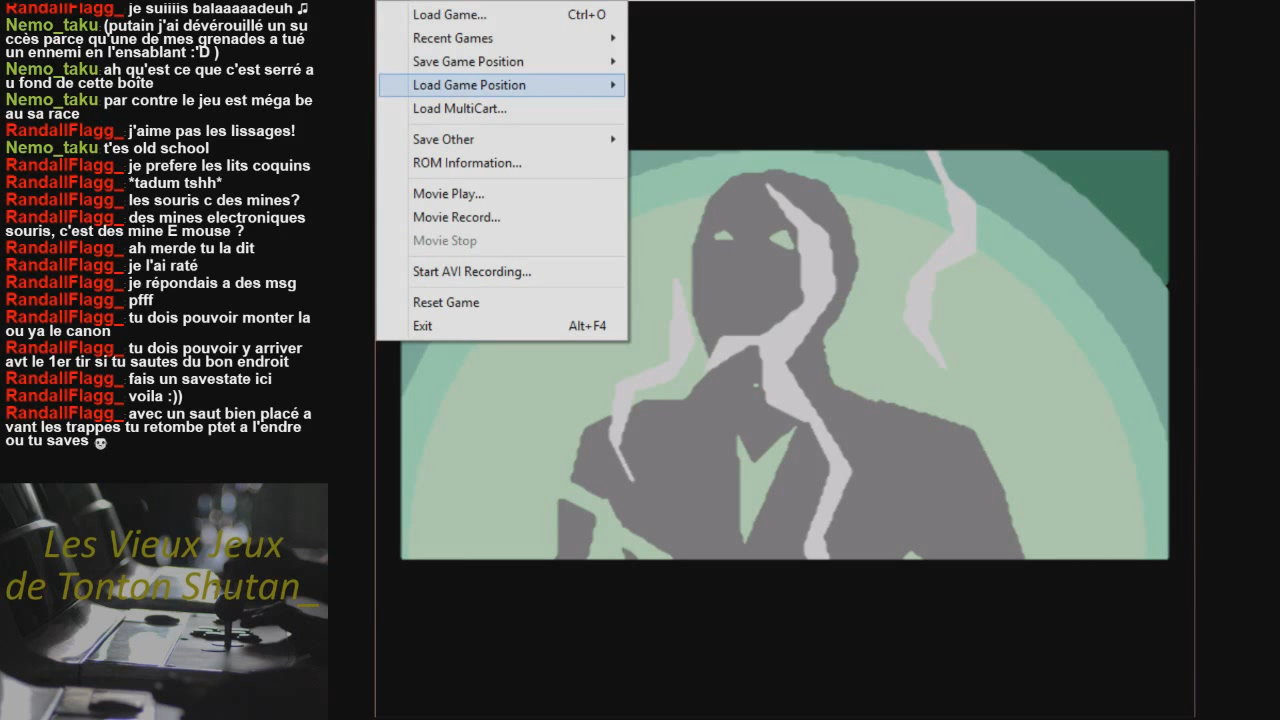 RandallFlagg_ je suiiiis balaaaaadeuh ♫
Nemo_taku (putain j'ai dévérouillé un su
ccès parce qu'une de mes grenades a tué
un ennemi en l'ensablant :'D )
Nemo_taku ah qu'est ce que c'est serré a
u fond de cette boîte
Nemo_taku par contre le jeu est méga be
au sa race
RandallFlagg_ j'aime pas les lissages!
Nemo_taku t'es old school
RandallFlagg_ je prefere les lits coquins
RandallFlagg_ *tadum tshh*
RandallFlagg_ les souris c des mines?
RandallFlagg_ des mines electroniques
souris, c'est des mine E mouse ?
RandallFlagg_ ah merde tu la dit
RandallFlagg_ je l'ai raté
RandallFlagg_ je répondais a des msg
RandallFlagg_ pfff
RandallFlagg_ tu dois pouvoir monter la
ou ya le canon
RandallFlagg_ tu dois pouvoir y arriver
avt le 1er tir si tu sautes du bon endroit
RandallFlagg_ fais un savestate ici
RandallFlagg_ voila :))
RandallFlagg_ avec un saut bien placé a
vant les trappes tu retombe ptet a l'endre
ou tu saves
Les Vieux Jeux
de Tonton Shutan_
Load Game... Ctrl+O
Recent Games
Save Game Position
Load Game Position
Load MultiCart...
Save Other
ROM Information...
Movie Play...
Movie Record...
Movie Stop
Start AVI Recording...
Reset Game
Exit Alt+F4